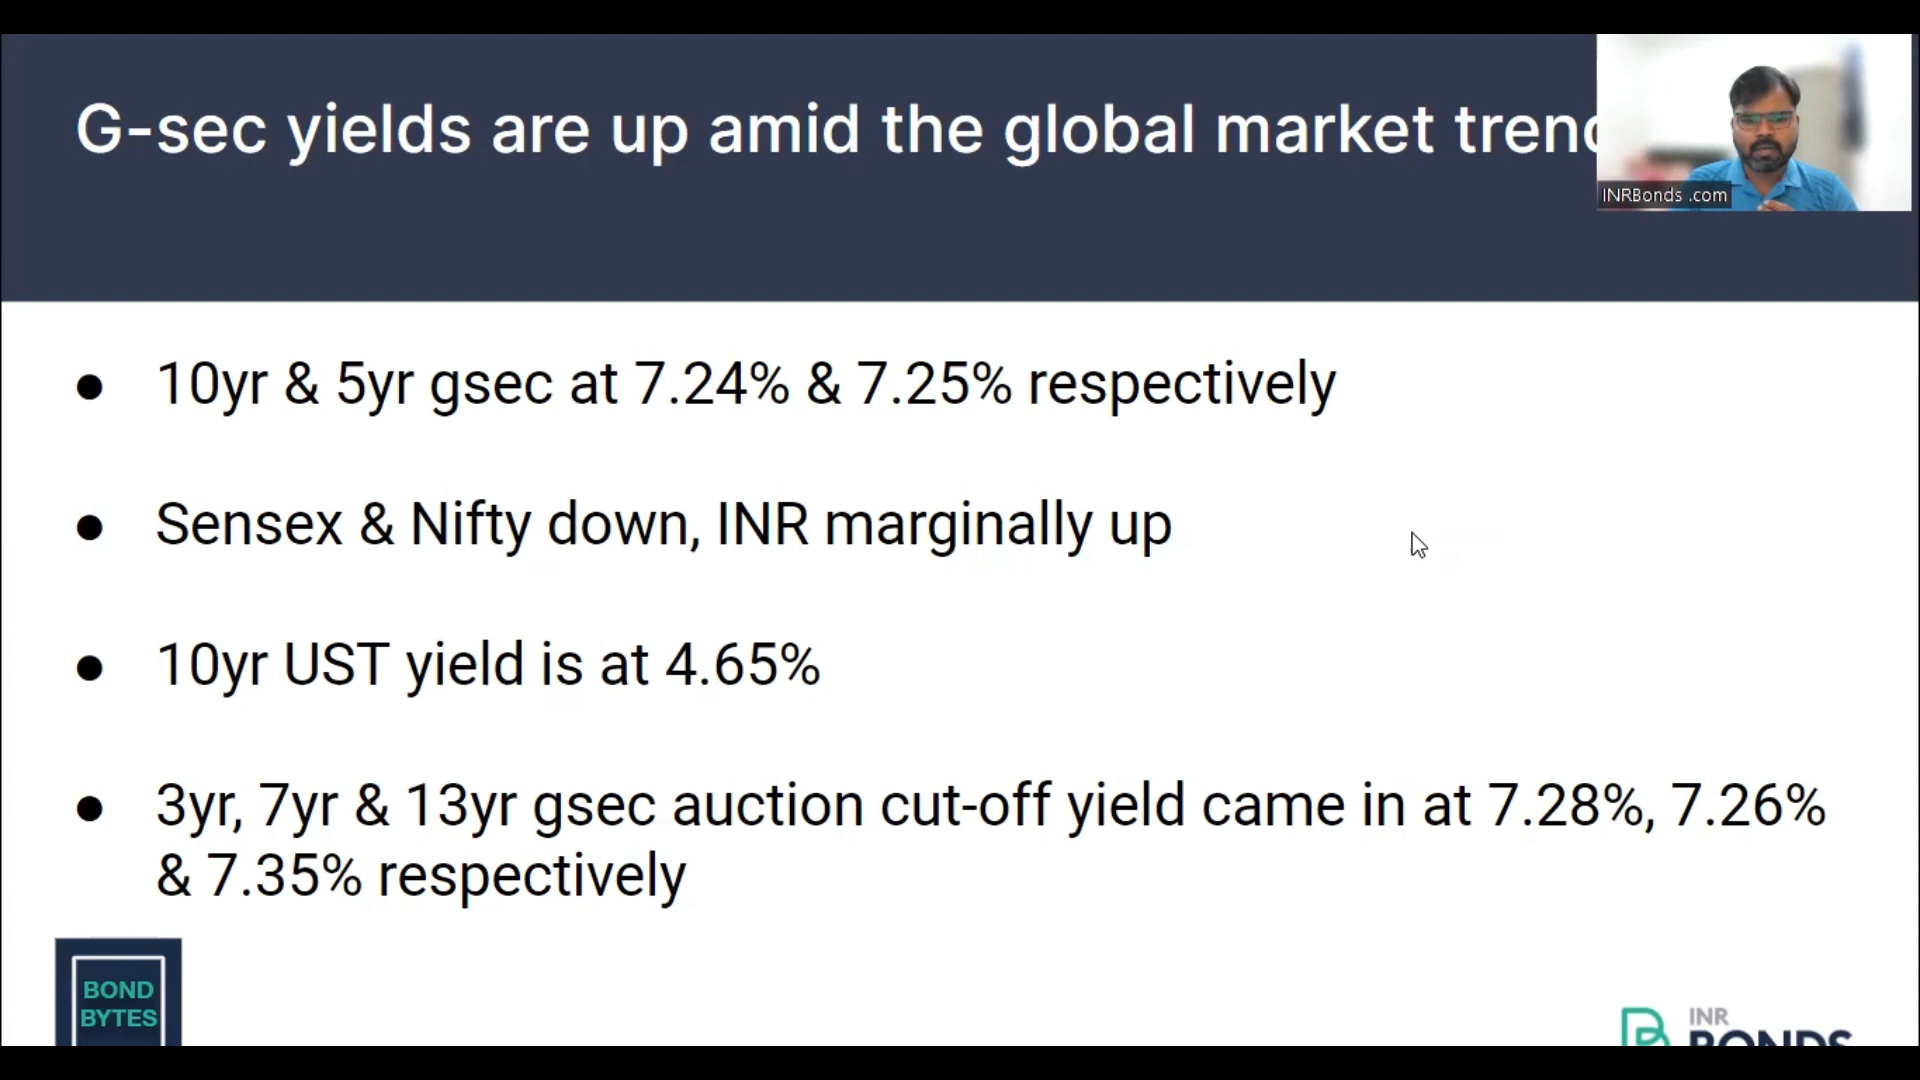 G-sec yields are up amid the global market
INRBonds .com
● 10yr & 5yr gsec at 7.24% & 7.25% respectively
● Sensex & Nifty down, INR marginally up
● 10yr UST yield is at 4.65%
● 3yr, 7yr & 13yr gsec auction cut-off yield came in at 7.28%, 7.26%
& 7.35% respectively
BOND
BYTES
INR
BONDS